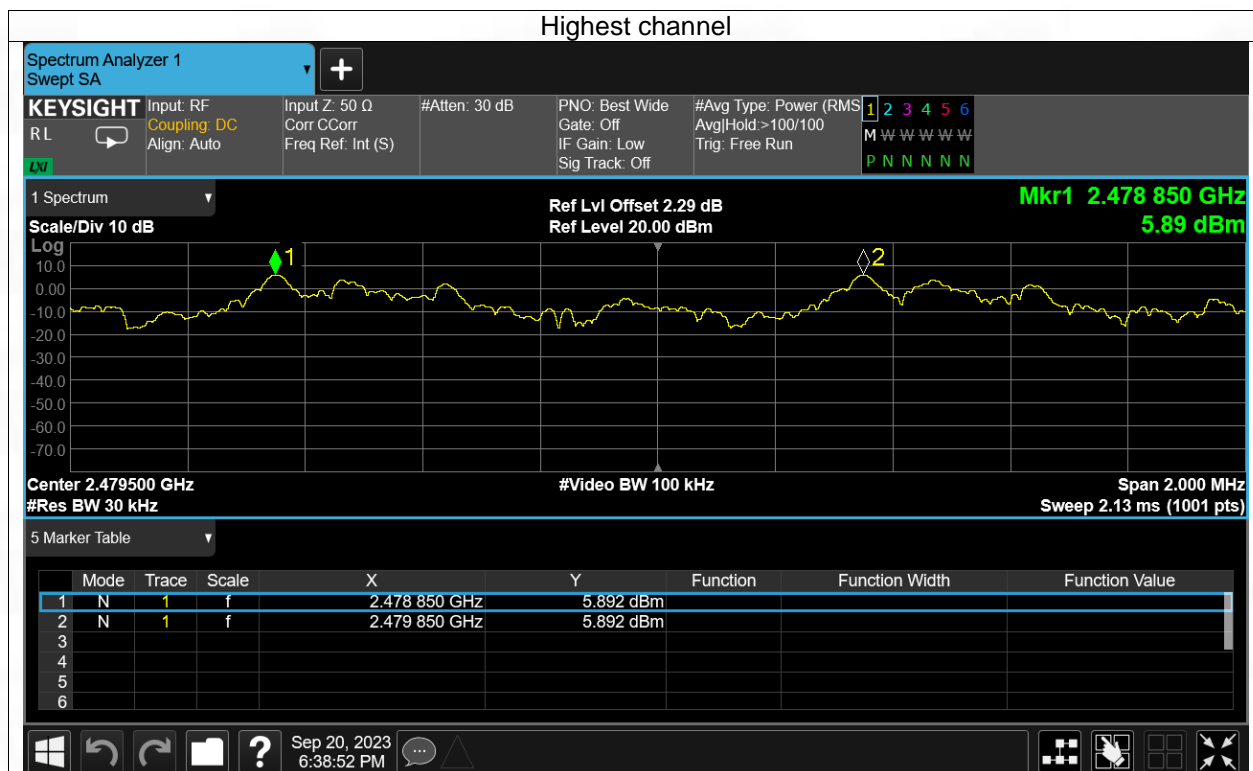 Highest channel
Spectrum Analyzer 1
Swept SA
+
KEYSIGHT
R L
LXI
Input: RF
Coupling: DC
Align: Auto
Input Z: 50 Ω
Corr CCorr
Freq Ref: Int (S)
#Atten: 30 dB
PNO: Best Wide
Gate: Off
IF Gain: Low
Sig Track: Off
#Avg Type: Power (RMS
Avg|Hold:>100/100
Trig: Free Run
1 2 3 4 5 6
M W W W W W
P N N N N N
1 Spectrum
Scale/Div 10 dB
Ref Lvl Offset 2.29 dB
Ref Level 20.00 dBm
Mkr1 2.478 850 GHz
5.89 dBm
Log
10.0
0.00
-10.0
-20.0
-30.0
-40.0
-50.0
-60.0
-70.0
1
2
Center 2.479500 GHz
#Res BW 30 kHz
#Video BW 100 kHz
Span 2.000 MHz
Sweep 2.13 ms (1001 pts)
5 Marker Table
Mode Trace Scale X Y Function Function Width Function Value
1 N 1 f 2.478 850 GHz 5.892 dBm
2 N 1 f 2.479 850 GHz 5.892 dBm
3
4
5
6
?
Sep 20, 2023
6:38:52 PM